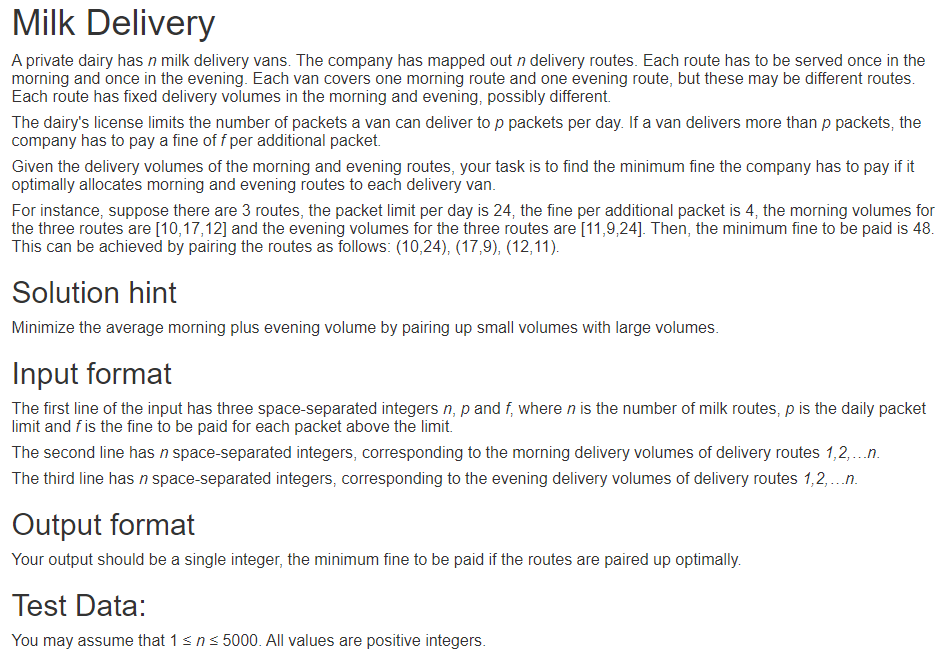 Milk Delivery
A private dairy has n milk delivery vans. The company has mapped out n delivery routes. Each route has to be served once in the
morning and once in the evening. Each van covers one morning route and one evening route, but these may be different routes.
Each route has fixed delivery volumes in the morning and evening, possibly different.
The dairy's license limits the number of packets a van can deliver to p packets per day. If a van delivers more than p packets, the
company has to pay a fine of f per additional packet.
Given the delivery volumes of the morning and evening routes, your task is to find the minimum fine the company has to pay if it
optimally allocates morning and evening routes to each delivery van.
For instance, suppose there are 3 routes, the packet limit per day is 24, the fine per additional packet is 4, the morning volumes for
the three routes are [10,17,12] and the evening volumes for the three routes are [11,9,24]. Then, the minimum fine to be paid is 48.
This can be achieved by pairing the routes as follows: (10,24), (17,9), (12,11).
Solution hint
Minimize the average morning plus evening volume by pairing up small volumes with large volumes.
Input format
The first line of the input has three space-separated integers n, p and f, where n is the number of milk routes, p is the daily packet
limit and f is the fine to be paid for each packet above the limit.
The second line has n space-separated integers, corresponding to the morning delivery volumes of delivery routes 1,2,…n.
The third line has n space-separated integers, corresponding to the evening delivery volumes of delivery routes 1,2,…n.
Output format
Your output should be a single integer, the minimum fine to be paid if the routes are paired up optimally.
Test Data:
You may assume that 1 ≤ n ≤ 5000. All values are positive integers.